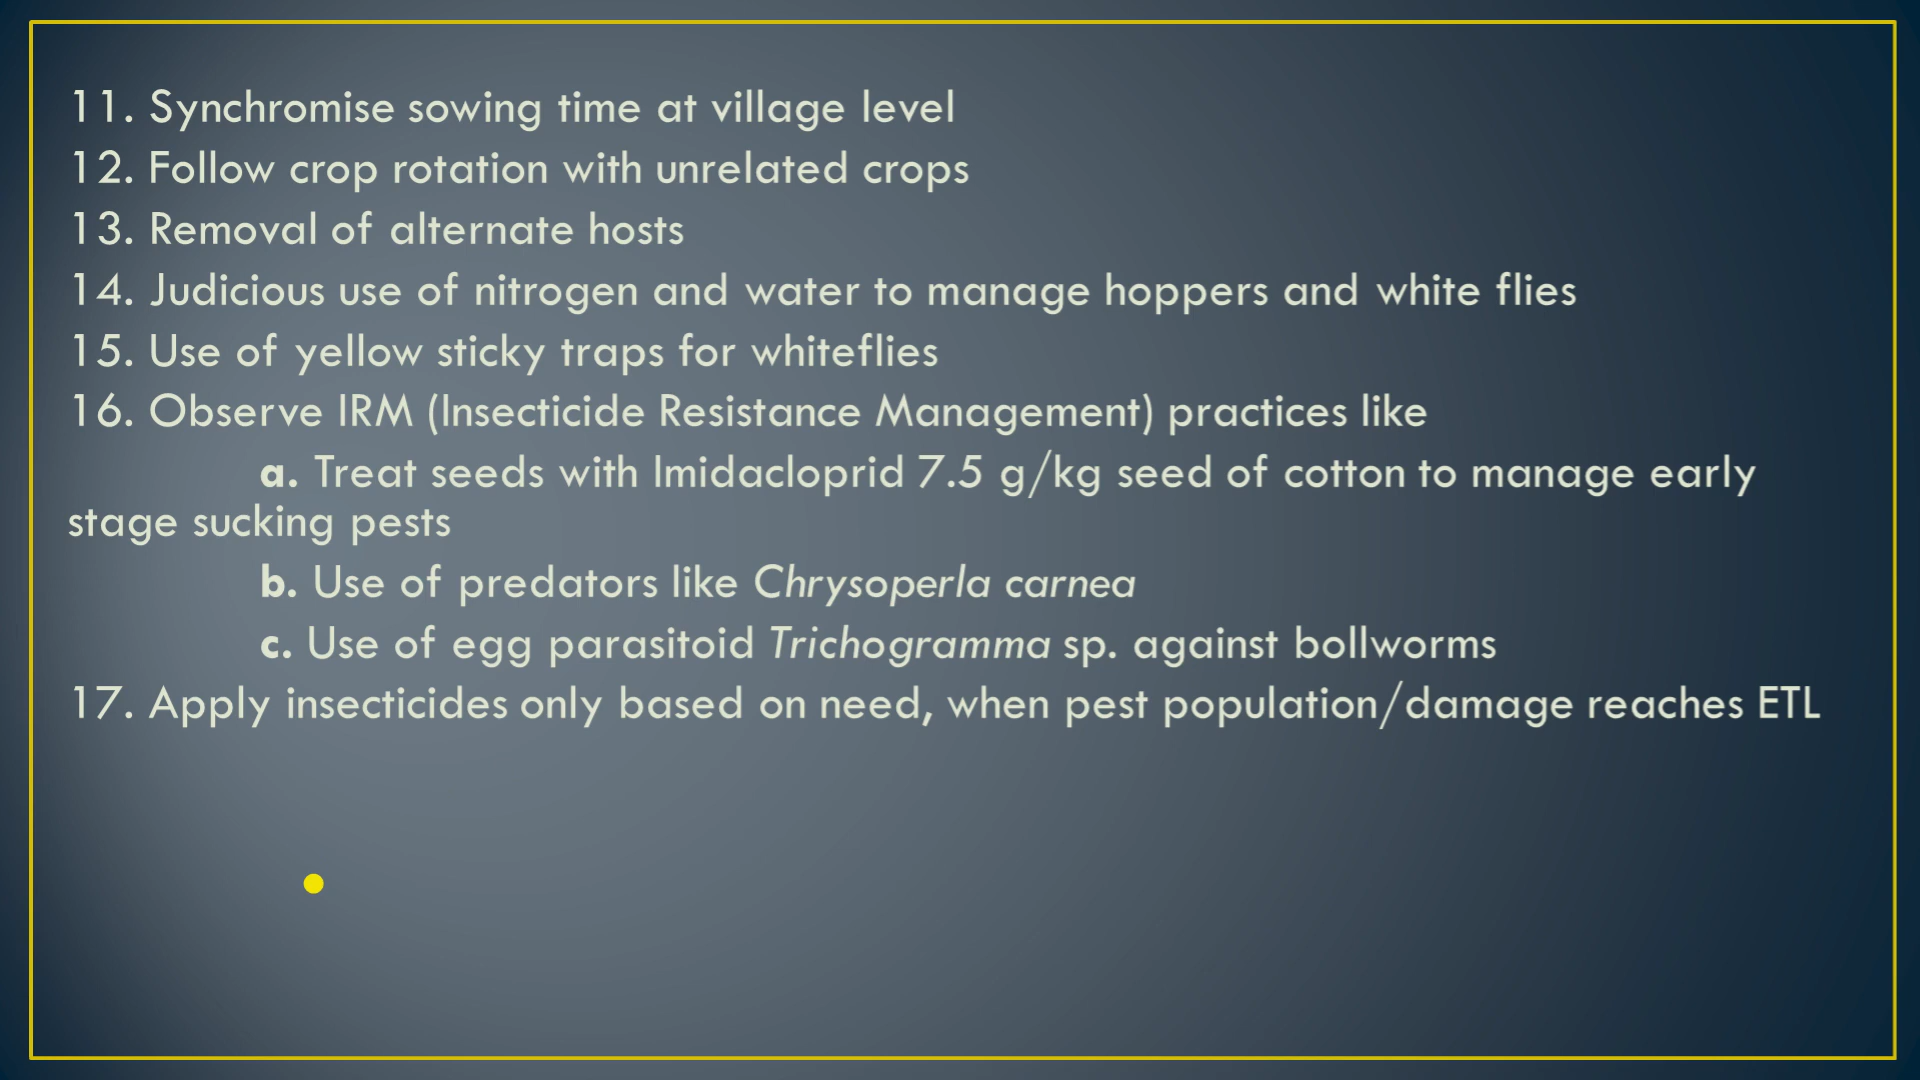 11. Synchromise sowing time at village level
12. Follow crop rotation with unrelated crops
13. Removal of alternate hosts
14. Judicious use of nitrogen and water to manage hoppers and white flies
15. Use of yellow sticky traps for whiteflies
16. Observe IRM (Insecticide Resistance Management) practices like
a. Treat seeds with Imidacloprid 7.5 g/kg seed of cotton to manage early
stage sucking pests
b. Use of predators like Chrysoperla carnea
c. Use of egg parasitoid Trichogramma sp. against bollworms
17. Apply insecticides only based on need, when pest population/damage reaches ETL